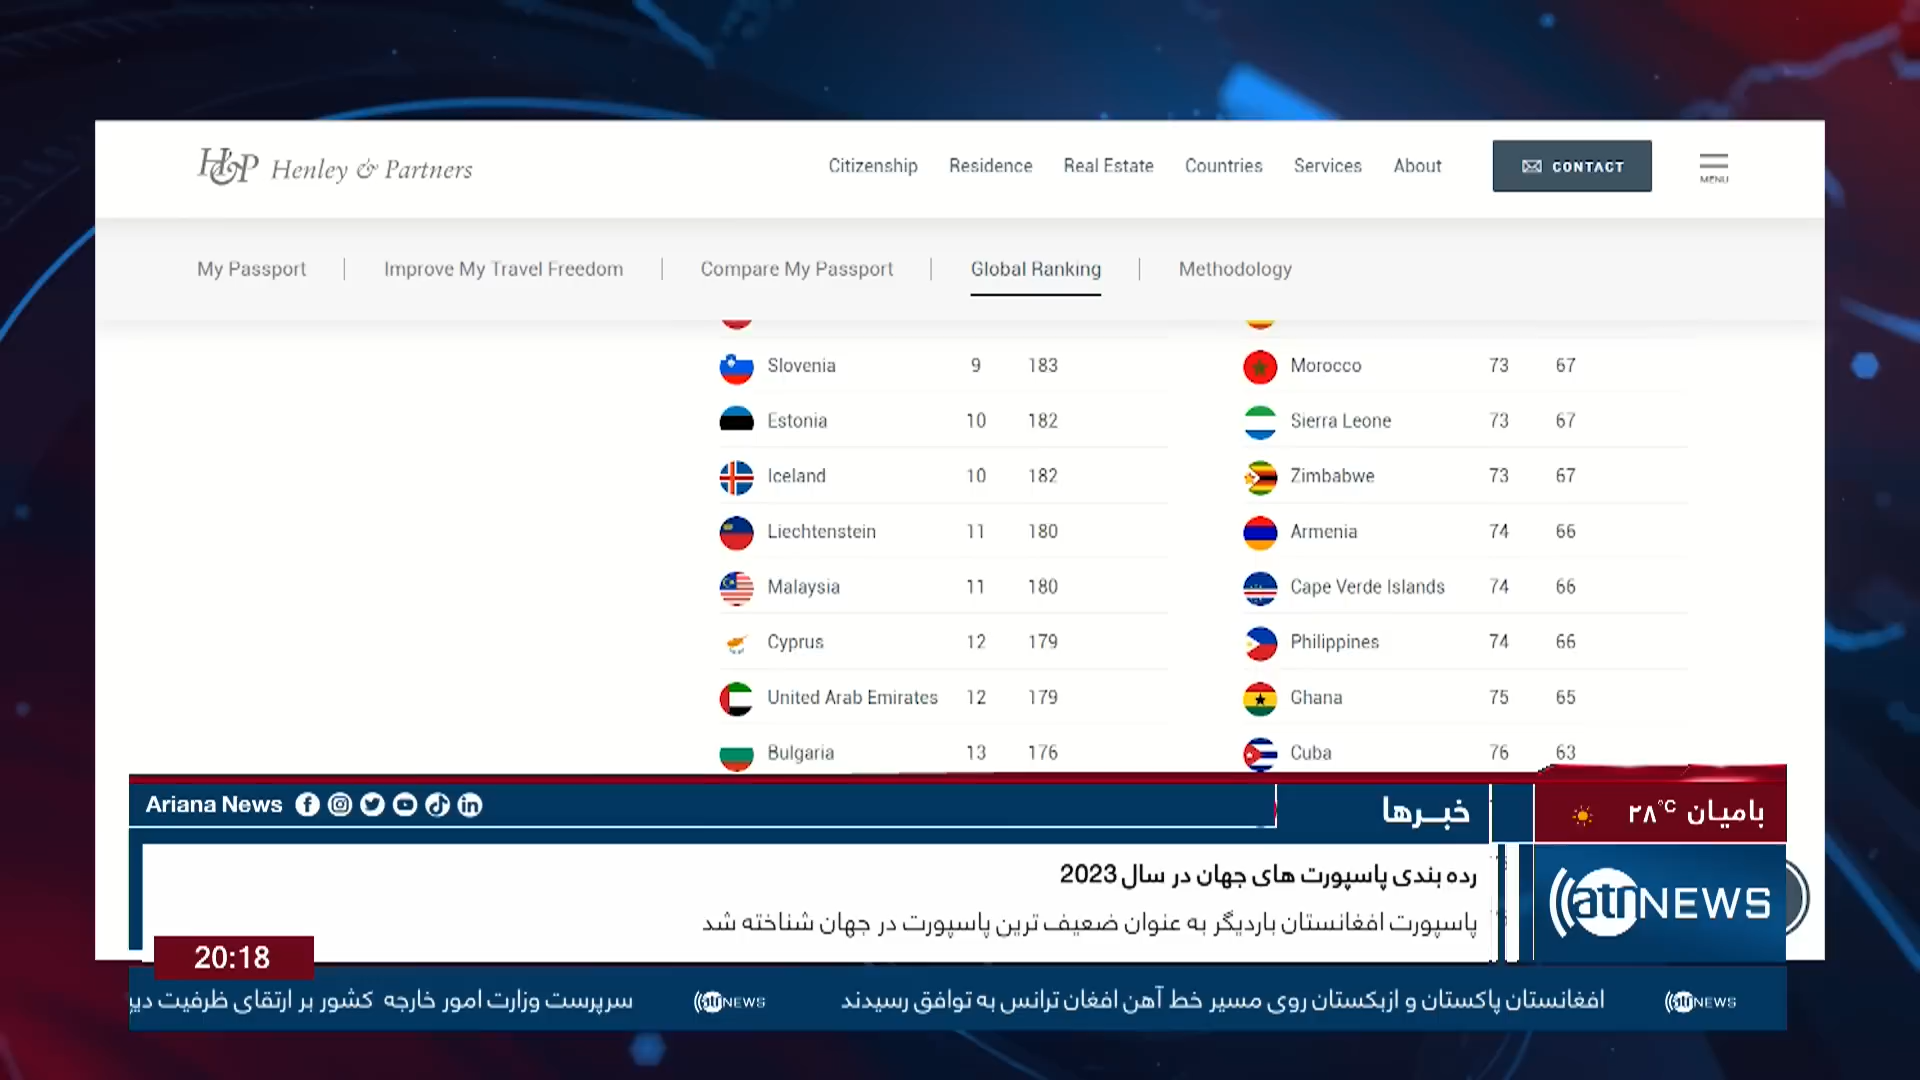 H&P Henley & Partners
Citizenship Residence Real Estate Countries Services About CONTACT MENU
My Passport Improve My Travel Freedom Compare My Passport Global Ranking Methodology
Slovenia 9 183 Morocco 73 67
Estonia 10 182 Sierra Leone 73 67
Iceland 10 182 Zimbabwe 73 67
Liechtenstein 11 180 Armenia 74 66
Malaysia 11 180 Cape Verde Islands 74 66
Cyprus 12 179 Philippines 74 66
United Arab Emirates 12 179 Ghana 75 65
Bulgaria 13 176 Cuba 76 63
Ariana News
خبرها
بامیان ۲۸°C
رده بندی پاسپورت های جهان در سال 2023
پاسپورت افغانستان باردیگر به عنوان ضعیف ترین پاسپورت در جهان شناخته شد
atnNEWS
20:18
atnNEWS افغانستان پاکستان و ازبکستان روی مسیر خط آهن افغان ترانس به توافق رسیدند atnNEWS سرپرست وزارت امور خارجه کشور بر ارتقای ظرفیت